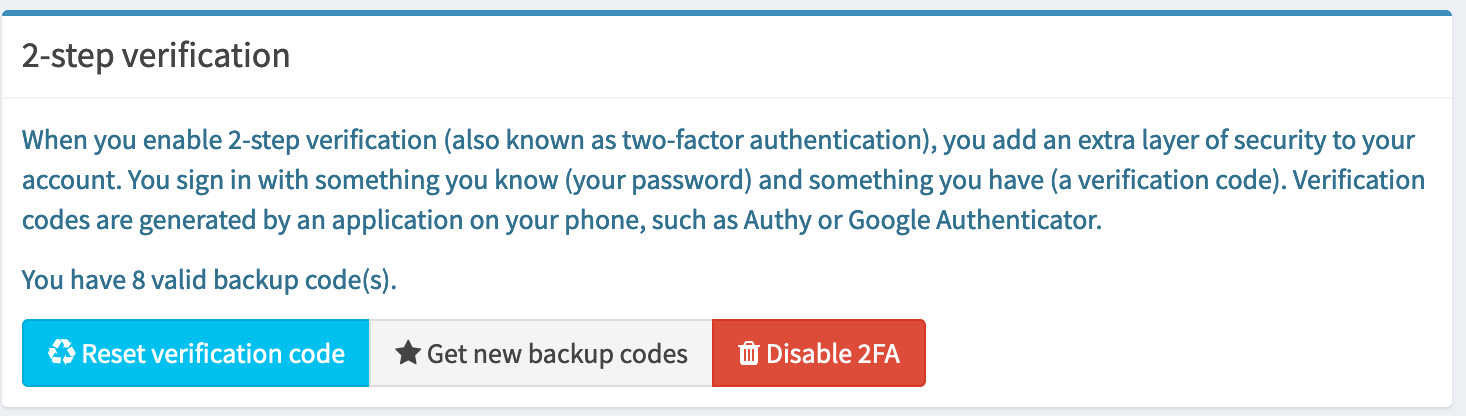 2-step verification
When you enable 2-step verification (also known as two-factor authentication), you add an extra layer of security to your
account. You sign in with something you know (your password) and something you have (a verification code). Verification
codes are generated by an application on your phone, such as Authy or Google Authenticator.
You have 8 valid backup code(s).
Reset verification code Get new backup codes Disable 2FA